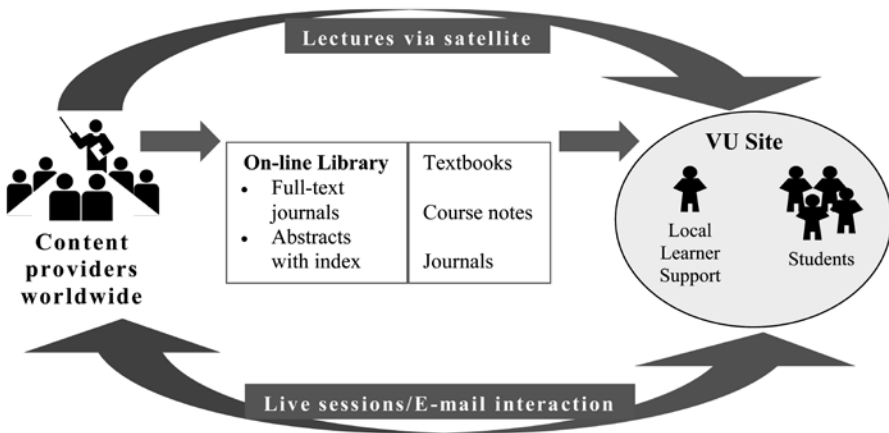 Lectures via satellite
Content
providers
worldwide
On-line Library
• Full-text
journals
• Abstracts
with index
Textbooks
Course notes
Journals
VU Site
Local
Learner
Support
Students
Live sessions/E-mail interaction